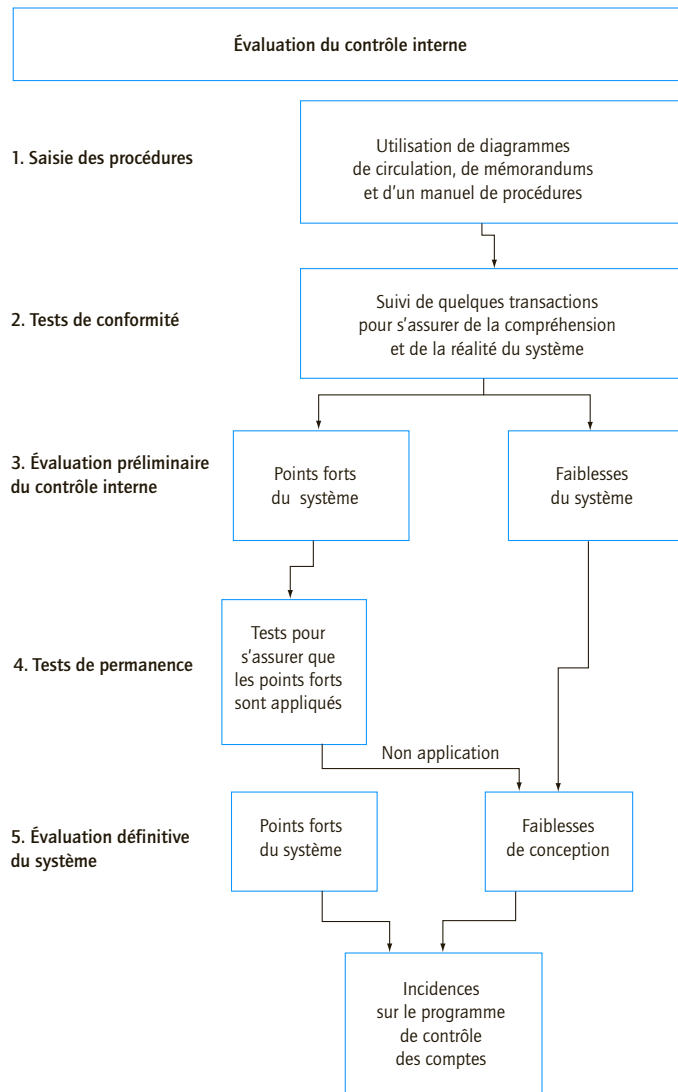 Évaluation du contrôle interne
1. Saisie des procédures
Utilisation de diagrammes
de circulation, de mémorandums
et d'un manuel de procédures
2. Tests de conformité
Suivi de quelques transactions
pour s'assurer de la compréhension
et de la réalité du système
3. Évaluation préliminaire
du contrôle interne
Points forts
du système
Faiblesses
du système
4. Tests de permanence
Tests pour
s'assurer que
les points forts
sont appliqués
Non application
5. Évaluation définitive
du système
Points forts
du système
Faiblesses
de conception
Incidences
sur le programme
de contrôle
des comptes